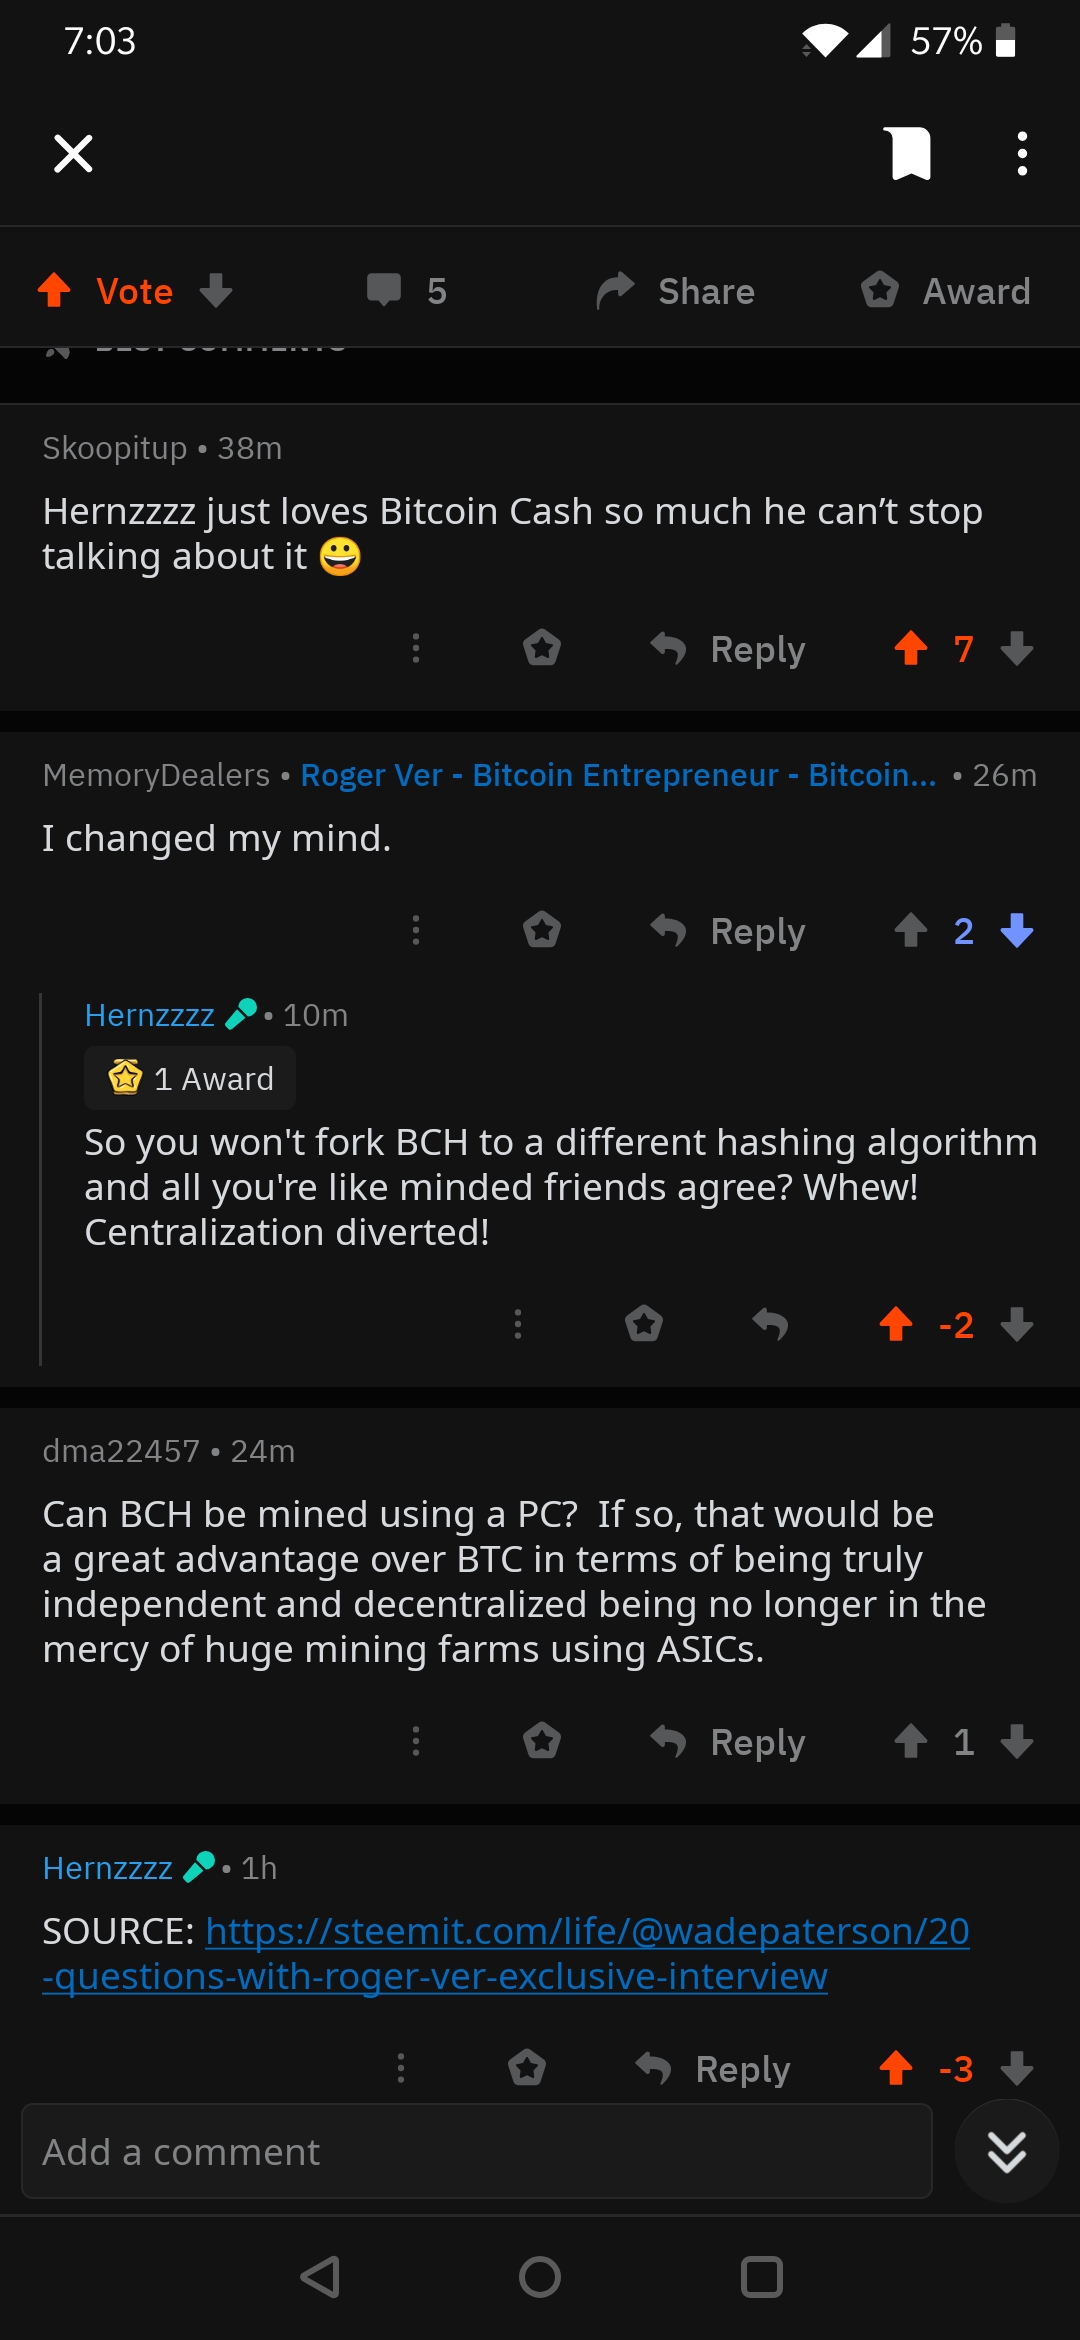 7:03
57%
Vote
5
Share
Award
BEST COMMENTS
Skoopitup • 38m
Hernzzzz just loves Bitcoin Cash so much he can’t stop
talking about it 😀
Reply
7
MemoryDealers • Roger Ver - Bitcoin Entrepreneur - Bitcoin... • 26m
I changed my mind.
Reply
2
Hernzzzz • 10m
1 Award
So you won't fork BCH to a different hashing algorithm
and all you're like minded friends agree? Whew!
Centralization diverted!
-2
dma22457 • 24m
Can BCH be mined using a PC?  If so, that would be
a great advantage over BTC in terms of being truly
independent and decentralized being no longer in the
mercy of huge mining farms using ASICs.
Reply
1
Hernzzzz • 1h
SOURCE: https://steemit.com/life/@wadepaterson/20
-questions-with-roger-ver-exclusive-interview
Reply
-3
Add a comment